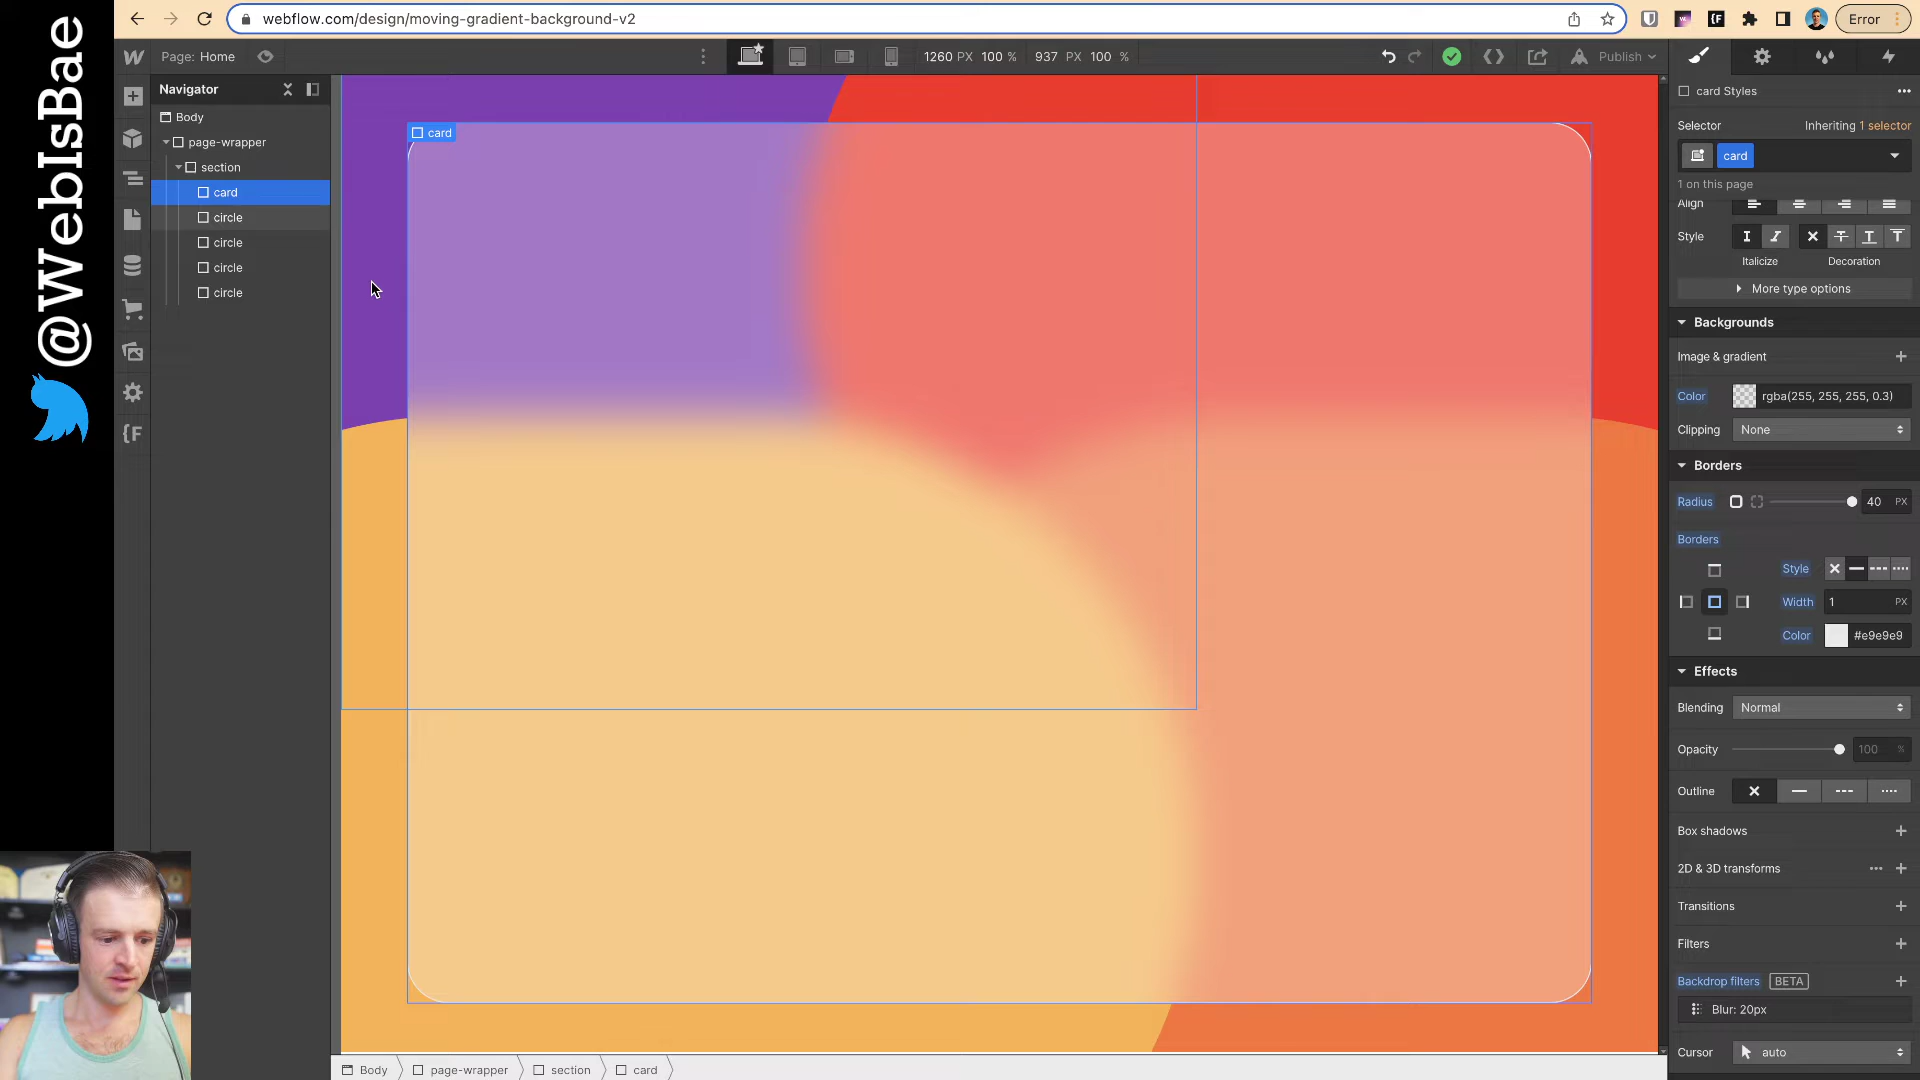 webflow.com/design/moving-gradient-background-v2
Error
@WebIsBae
Page: Home
1260 PX 100 % 937 PX 100 %
Publish
Navigator
Body
page-wrapper
section
card
circle
circle
circle
circle
card
card Styles
Selector
Inheriting 1 selector
card
1 on this page
Align
Style
Italicize
Decoration
More type options
Backgrounds
Image & gradient
Color
rgba(255, 255, 255, 0.3)
Clipping
None
Borders
Radius
40 PX
Borders
Style
Width
1 PX
Color
#e9e9e9
Effects
Blending
Normal
Opacity
100 %
Outline
Box shadows
2D & 3D transforms
Transitions
Filters
Backdrop filters BETA
Blur: 20px
Cursor
auto
Body page-wrapper section card